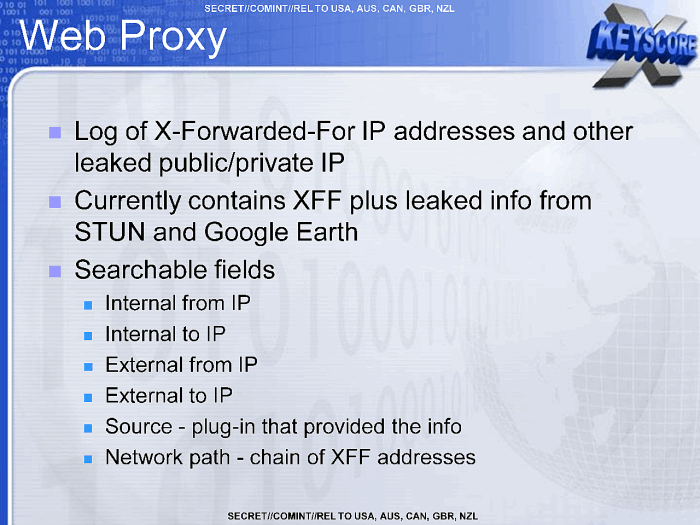 SECRET//COMINT//REL TO USA, AUS, CAN, GBR, NZL
Web Proxy
X
KEYSCORE
Log of X-Forwarded-For IP addresses and other
leaked public/private IP
Currently contains XFF plus leaked info from
STUN and Google Earth
Searchable fields
Internal from IP
Internal to IP
External from IP
External to IP
Source - plug-in that provided the info
Network path - chain of XFF addresses
SECRET//COMINT//REL TO USA, AUS, CAN, GBR, NZL